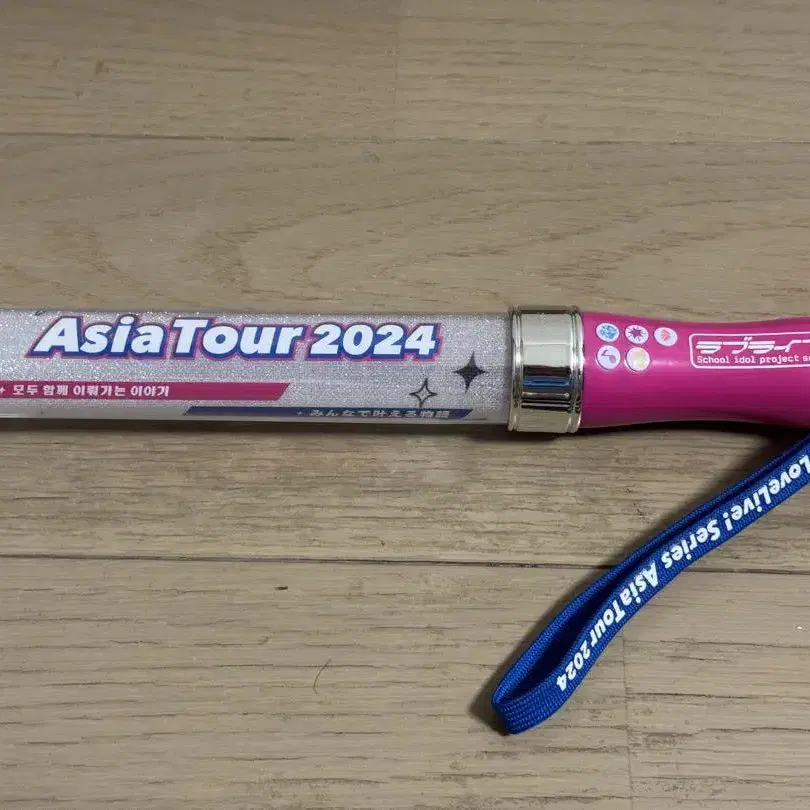 Asia Tour 2024
모두 함께 이뤄가는 이야기
みんなで叶える物語
ラブライブ
School idol project se
LoveLive! Series Asia Tour 2024